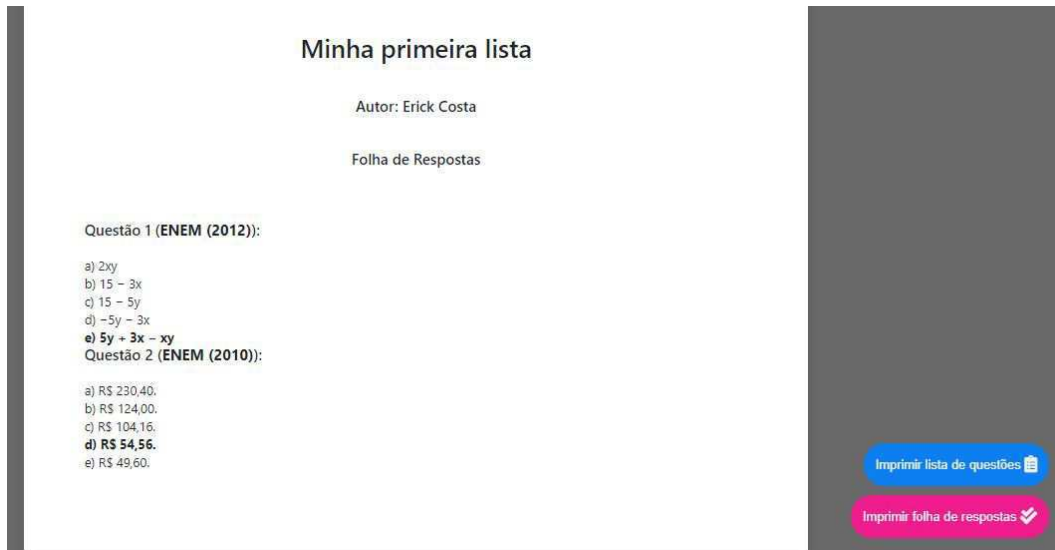 Minha primeira lista
Autor: Erick Costa
Folha de Respostas
Questão 1 (ENEM (2012)):
a) 2xy
b) 15 − 3x
c) 15 − 5y
d) −5y − 3x
e) 5y + 3x − xy
Questão 2 (ENEM (2010)):
a) R$ 230,40.
b) R$ 124,00.
c) R$ 104,16.
d) R$ 54,56.
e) R$ 49,60.
Imprimir lista de questões
Imprimir folha de respostas